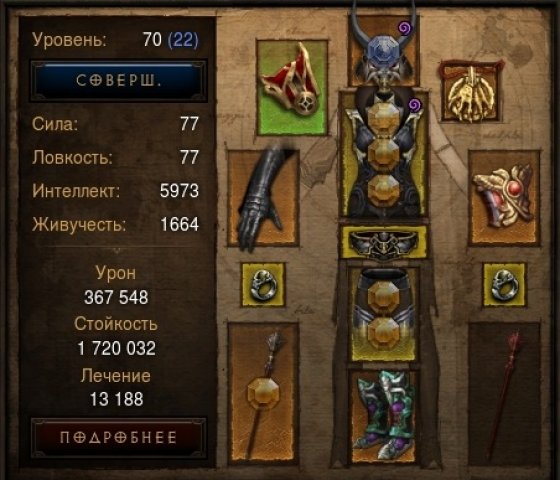 Уровень: 70 (22)
СОВЕРШ.
Сила: 77
Ловкость: 77
Интеллект: 5973
Живучесть: 1664
Урон
367 548
Стойкость
1 720 032
Лечение
13 188
ПОДРОБНЕЕ